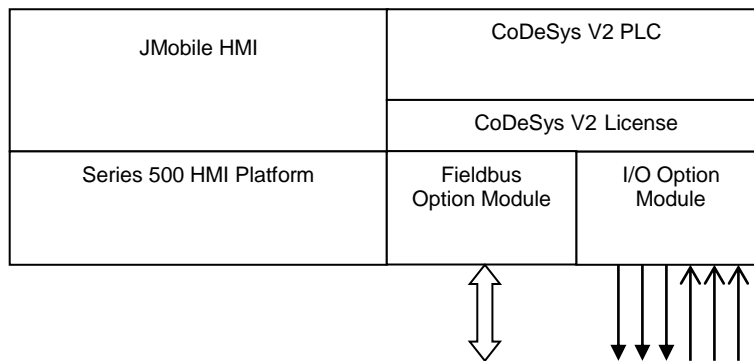 JMobile HMI
CoDeSys V2 PLC
CoDeSys V2 License
Series 500 HMI Platform
Fieldbus
Option Module
I/O Option
Module